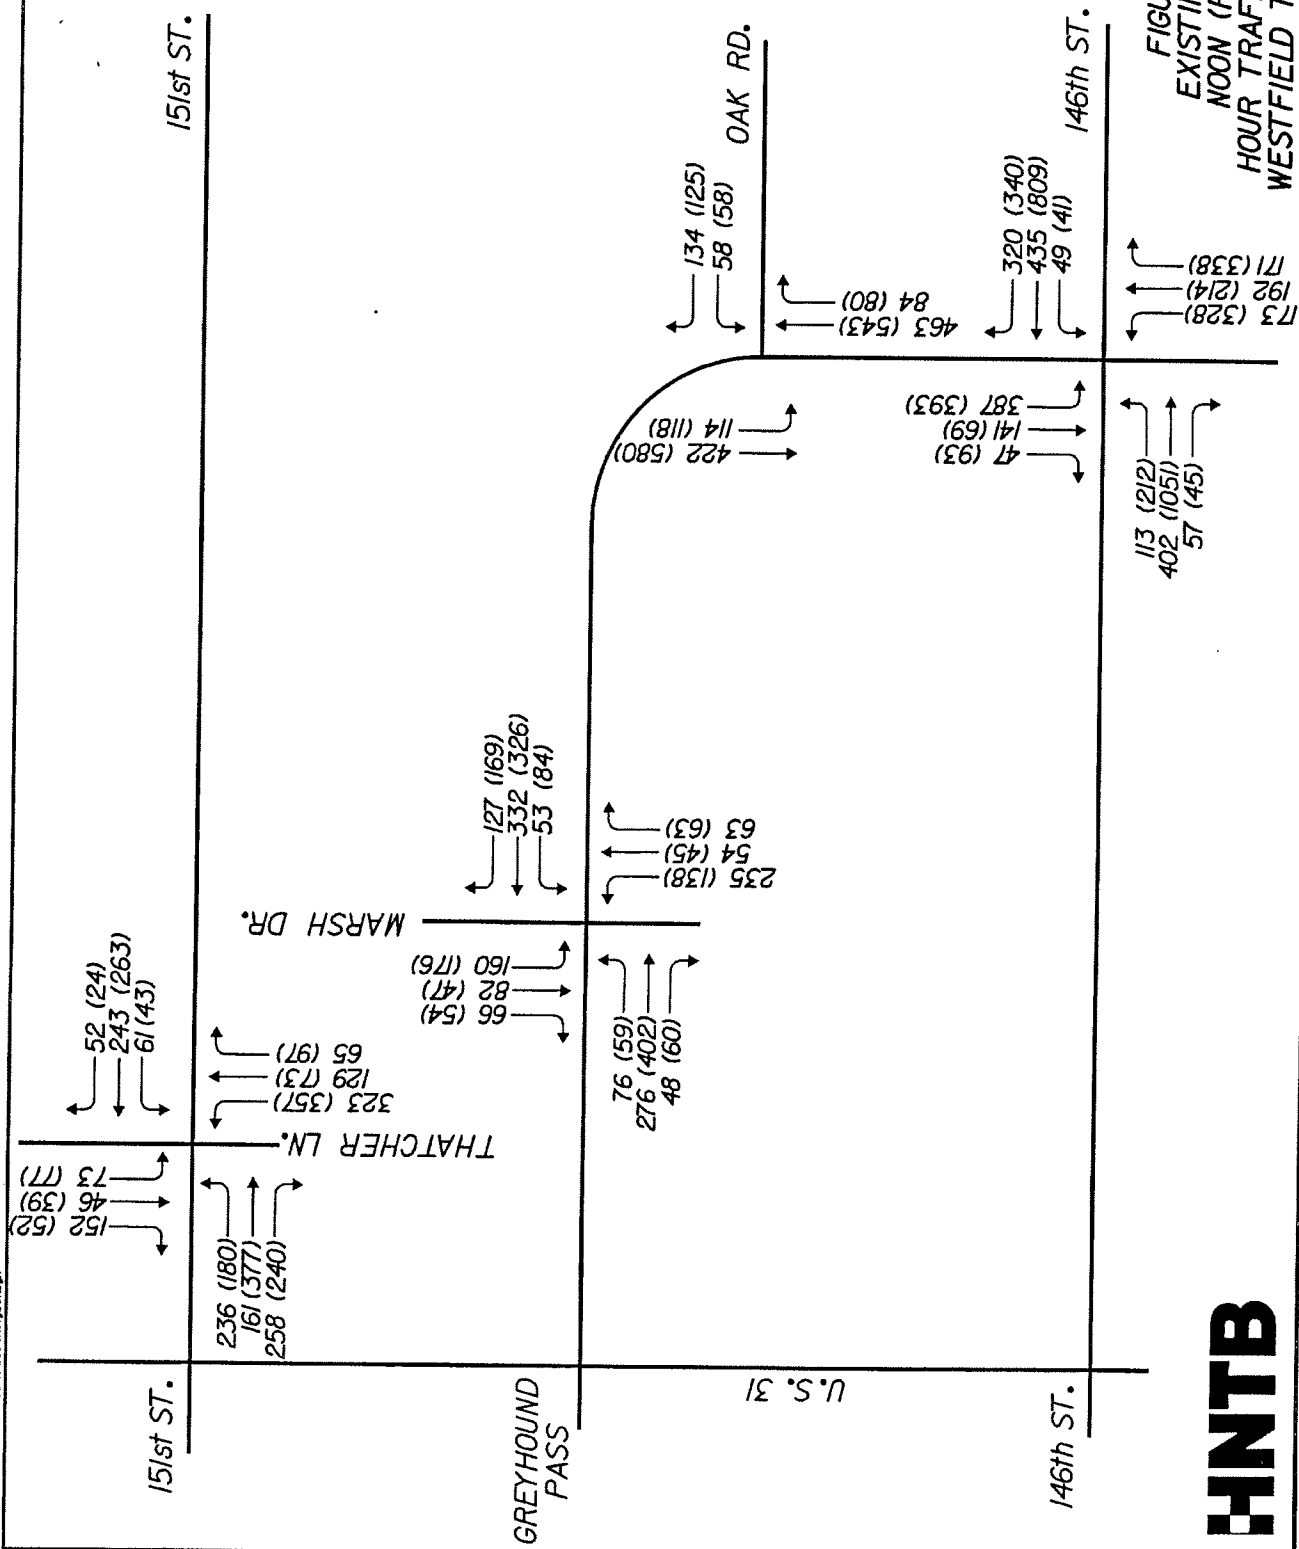 151st ST.
OAK RD.
146th ST.
52 (24)
243 (263)
61 (43)
65 (97)
129 (73)
323 (357)
THATCHER LN.
73 (77)
46 (39)
152 (52)
236 (180)
161 (377)
258 (240)
127 (169)
332 (326)
53 (84)
63 (63)
54 (45)
235 (138)
MARSH DR.
160 (176)
82 (47)
66 (54)
76 (59)
276 (402)
48 (60)
134 (125)
58 (58)
84 (80)
463 (543)
114 (118)
422 (580)
320 (340)
435 (809)
49 (41)
171 (338)
192 (214)
173 (328)
387 (393)
141 (69)
47 (93)
113 (212)
402 (1051)
57 (45)
151st ST.
GREYHOUND
PASS
U.S. 31
146th ST.
FIGU
EXISTI
NOON (
HOUR TRAF
WESTFIELD T
HNTB